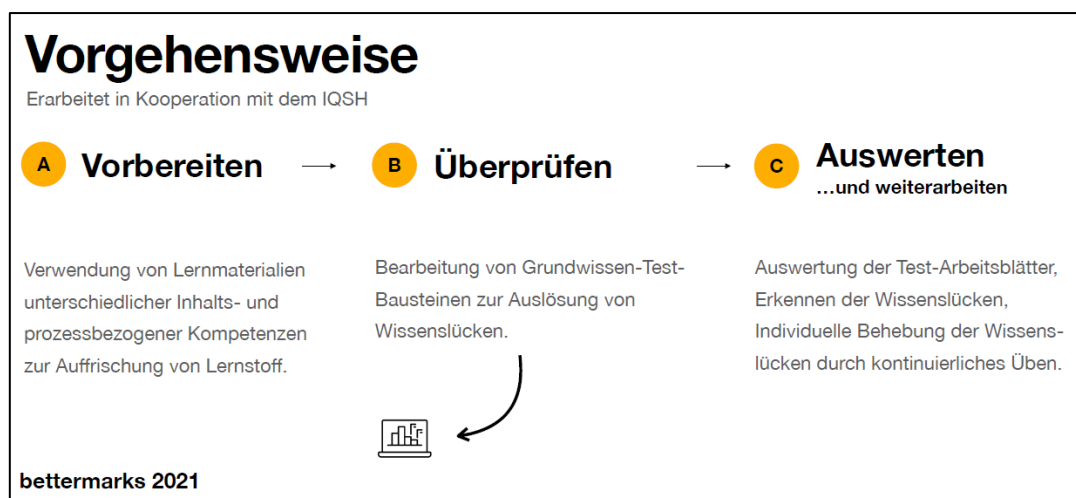 Vorgehensweise
Erarbeitet in Kooperation mit dem IQSH
A Vorbereiten
Verwendung von Lernmaterialien
unterschiedlicher Inhalts- und
prozessbezogener Kompetenzen
zur Auffrischung von Lernstoff.
B Überprüfen
Bearbeitung von Grundwissen-Test-
Bausteinen zur Auslösung von
Wissenslücken.
C Auswerten
...und weiterarbeiten
Auswertung der Test-Arbeitsblätter,
Erkennen der Wissenslücken,
Individuelle Behebung der Wissens-
lücken durch kontinuierliches Üben.
bettermarks 2021